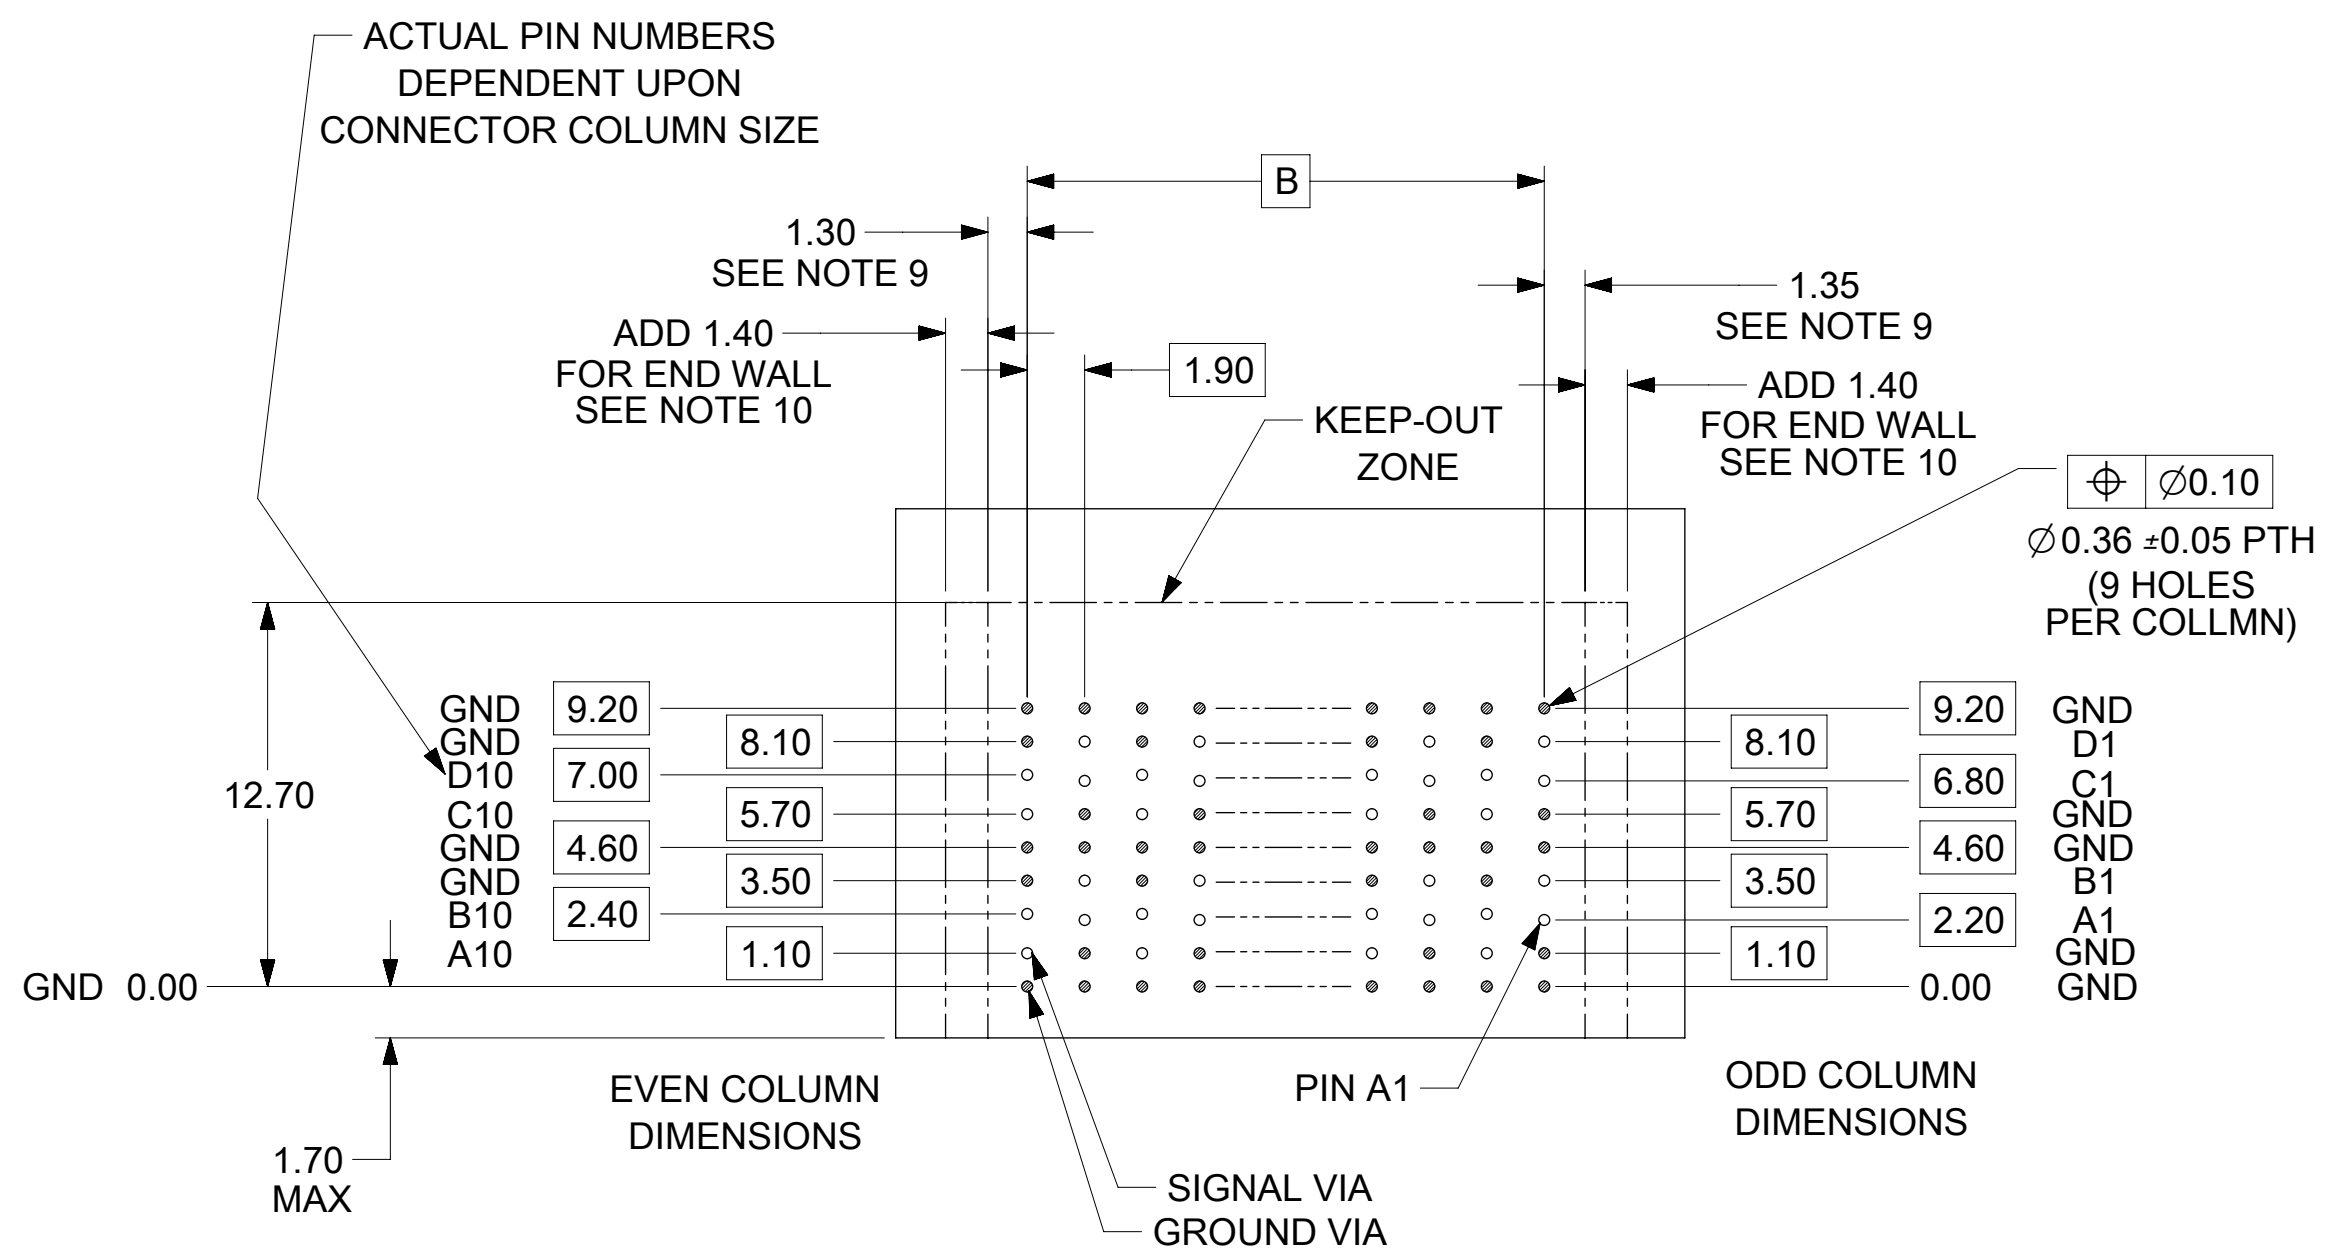 ACTUAL PIN NUMBERS
DEPENDENT UPON
CONNECTOR COLUMN SIZE
B
1.30
SEE NOTE 9
1.35
SEE NOTE 9
ADD 1.40
FOR END WALL
SEE NOTE 10
1.90
ADD 1.40
FOR END WALL
SEE NOTE 10
KEEP-OUT
ZONE
⌖ ∅0.10
∅0.36 ±0.05 PTH
(9 HOLES
PER COLLMN)
12.70
GND 9.20
GND 8.10
D10 7.00
C10 5.70
GND 4.60
GND 3.50
B10 2.40
A10 1.10
GND 0.00
9.20 GND
8.10 D1
6.80 C1
5.70 GND
4.60 GND
3.50 B1
2.20 A1
1.10 GND
0.00 GND
1.70
MAX
EVEN COLUMN
DIMENSIONS
PIN A1
ODD COLUMN
DIMENSIONS
SIGNAL VIA
GROUND VIA